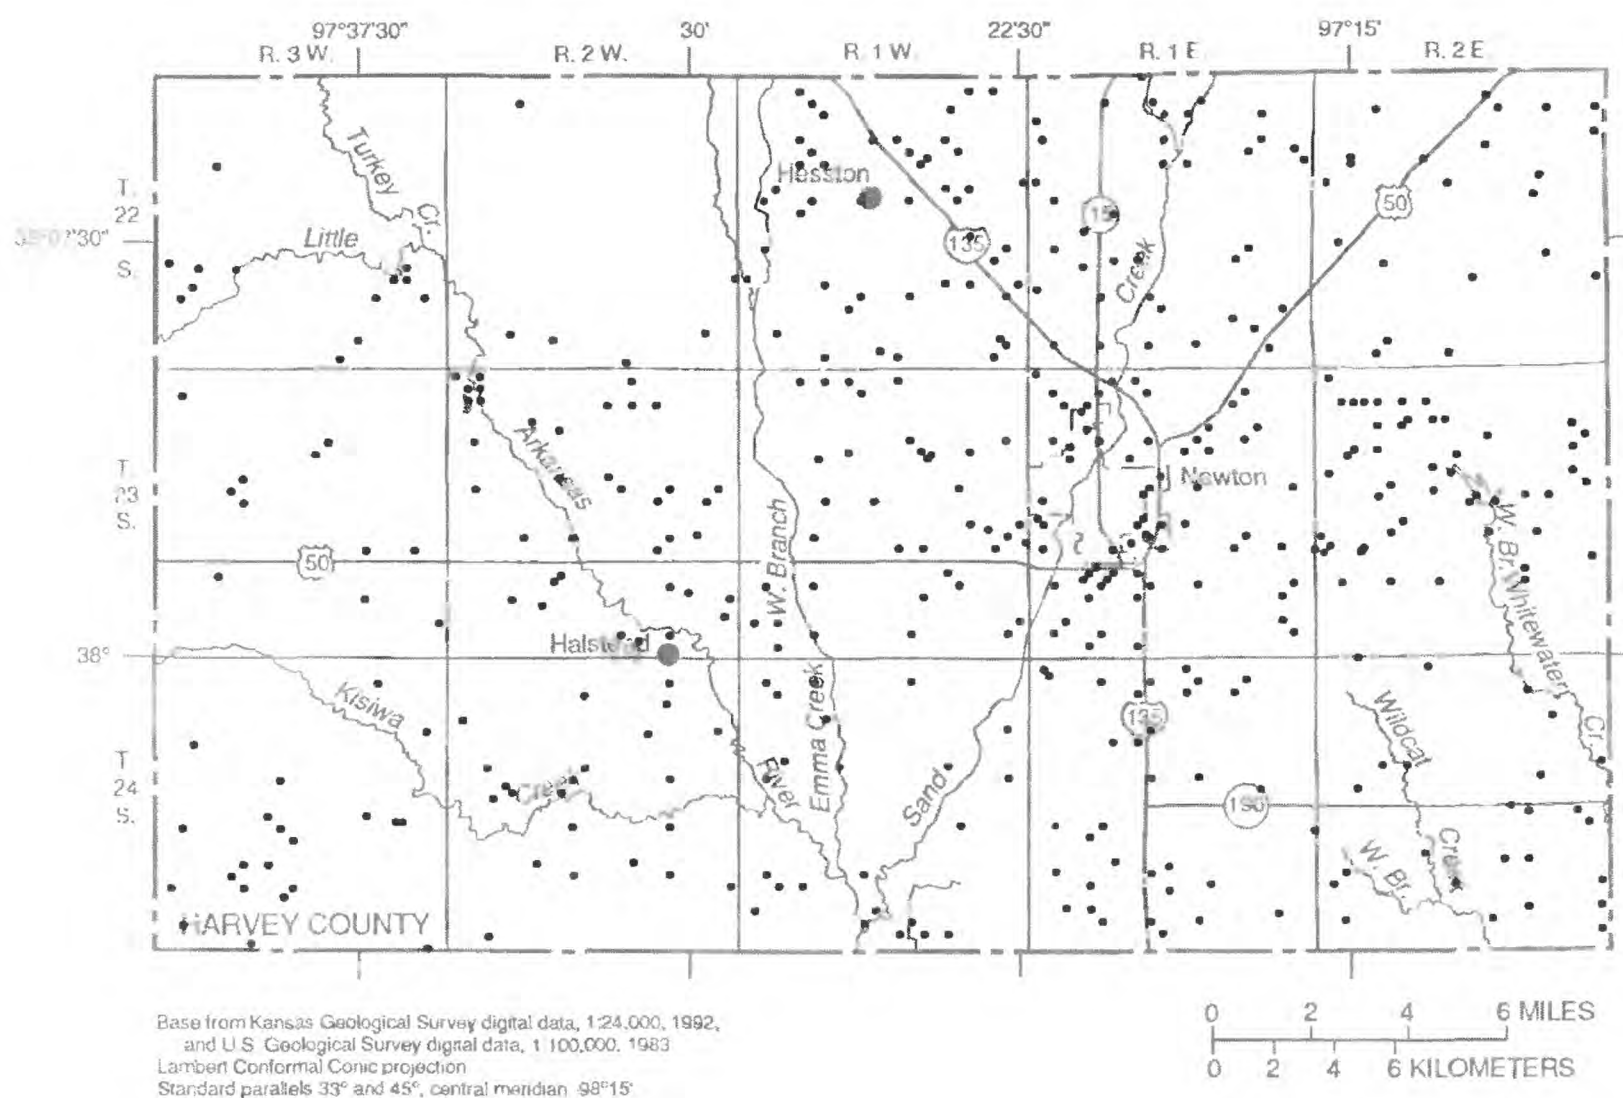 97°37'30"
30'
22'30"
97°15'
R. 3 W.
R. 2 W.
R. 1 W.
R. 1 E.
R. 2 E.
Turkey
Cr.
Hesston
T.
22
S.
15
50
Little
135
Creek
Arkansas
T.
23
S.
Newton
W. Branch
W. Br.
Whitewater
Cr.
50
Halstead
38°
Kisiwa
Emma Creek
135
Wildcat
T.
24
S.
Creek
River
Sand
196
Creek
W. Br.
HARVEY COUNTY
Base from Kansas Geological Survey digital data, 1:24,000, 1992,
and U.S. Geological Survey digital data, 1:100,000, 1983
Lambert Conformal Conic projection
Standard parallels 33° and 45°, central meridian -98°15'
0 2 4 6 MILES
0 2 4 6 KILOMETERS